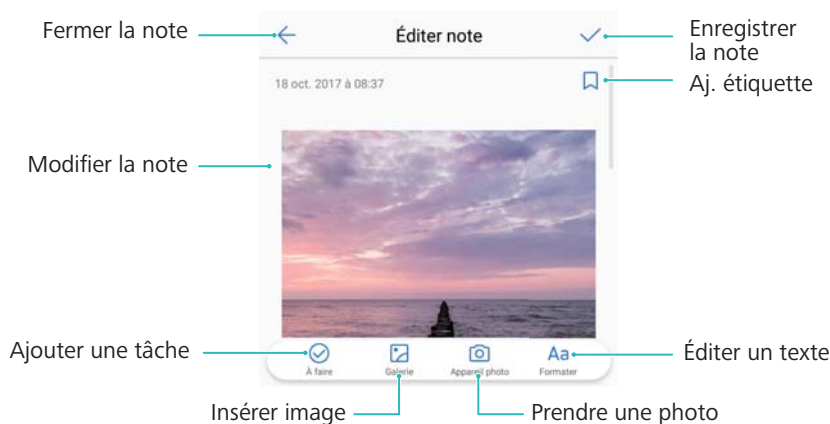 Fermer la note
Éditer note
Enregistrer
la note
18 oct. 2017 à 08:37
Aj. étiquette
Modifier la note
Ajouter une tâche
À faire
Galerie
Appareil photo
Aa
Formater
Éditer un texte
Insérer image
Prendre une photo